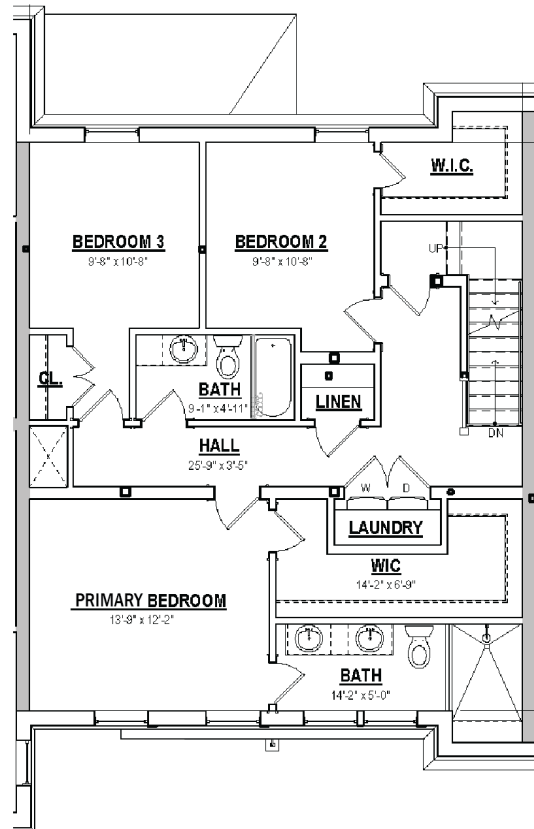 W.I.C.
BEDROOM 3
9'-8" x 10'-8"
BEDROOM 2
9'-8" x 10'-8"
UP
CL.
BATH
9'-1" x 4'-11"
LINEN
DN
HALL
25'-9" x 3'-5"
W D
LAUNDRY
WIC
14'-2" x 6'-9"
PRIMARY BEDROOM
13'-9" x 12'-2"
BATH
14'-2" x 5'-0"